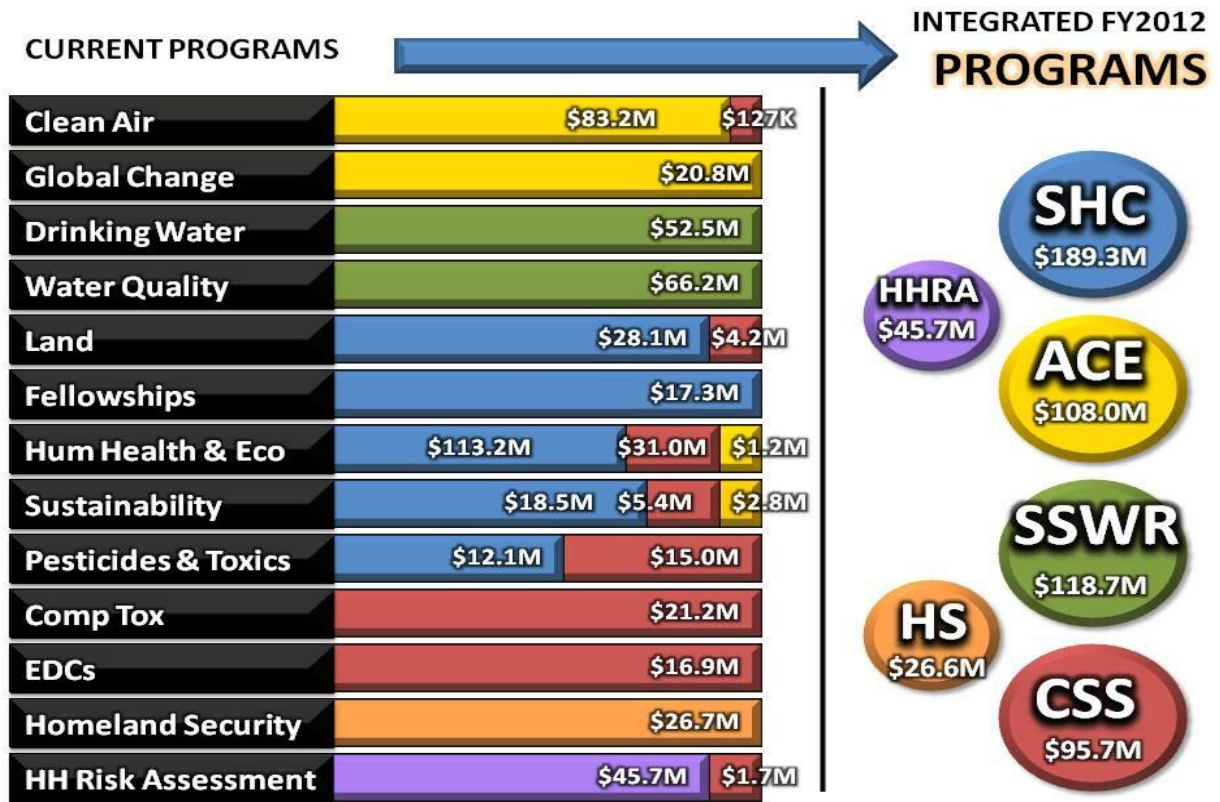 CURRENT PROGRAMS
INTEGRATED FY2012
PROGRAMS
Clean Air $83.2M $127K
Global Change $20.8M
Drinking Water $52.5M
Water Quality $66.2M
Land $28.1M $4.2M
Fellowships $17.3M
Hum Health & Eco $113.2M $31.0M $1.2M
Sustainability $18.5M $5.4M $2.8M
Pesticides & Toxics $12.1M $15.0M
Comp Tox $21.2M
EDCs $16.9M
Homeland Security $26.7M
HH Risk Assessment $45.7M $1.7M
SHC
$189.3M
HHRA
$45.7M
ACE
$108.0M
SSWR
$118.7M
HS
$26.6M
CSS
$95.7M